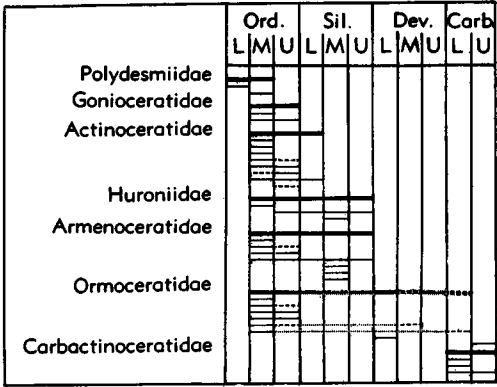 Ord. Sil. Dev. Carb
L M U L M U L M U L U
Polydesmiidae
Gonioceratidae
Actinoceratidae
Huroniidae
Armenoceratidae
Ormoceratidae
Carbactinoceratidae